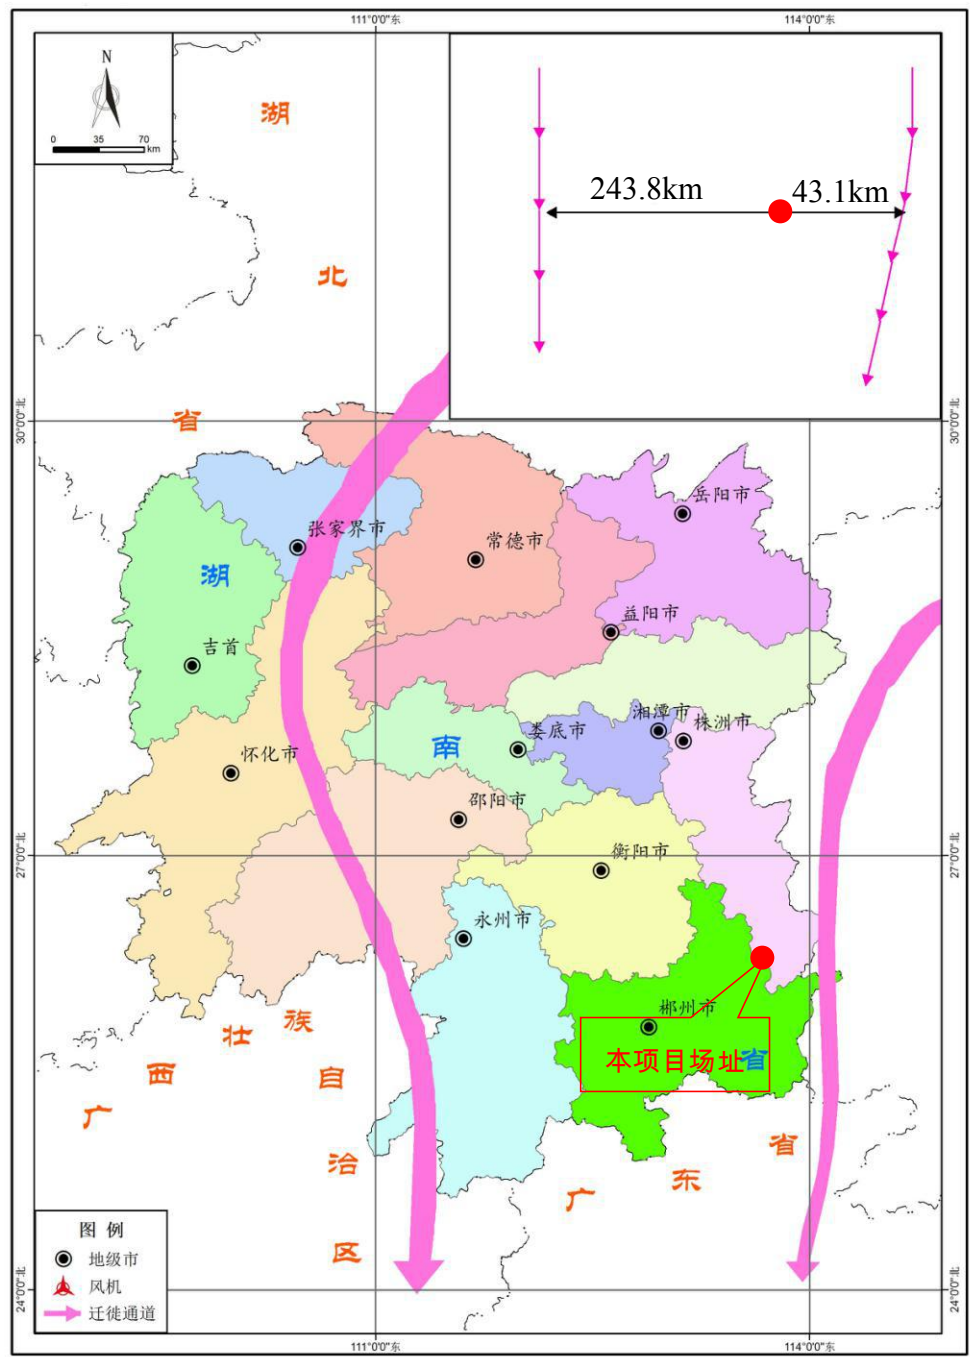 111°0'0"东
114°0'0"东
N
0 35 70
km
243.8km
43.1km
湖
北
省
30°0'0"北
30°0'0"北
岳阳市
张家界市
常德市
湖
益阳市
吉首
湘潭市
株洲市
娄底市
南
怀化市
邵阳市
27°0'0"北
27°0'0"北
衡阳市
永州市
郴州市
本项目场址
省
广
西
壮
族
自
治
区
广
东
省
图 例
地级市
风机
迁徙通道
24°0'0"北
24°0'0"北
111°0'0"东
114°0'0"东